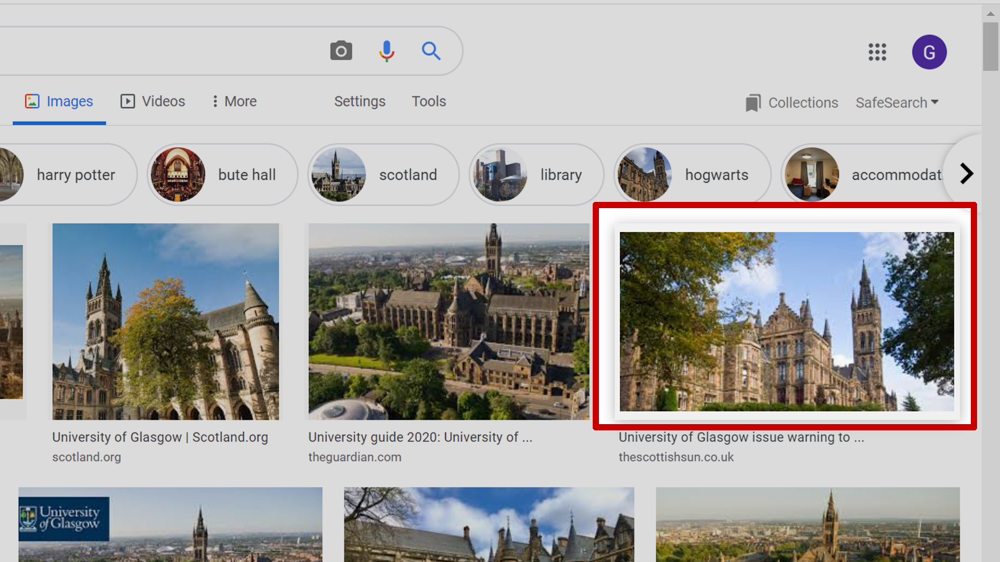 G
Images
Videos
More
Settings
Tools
Collections
SafeSearch
harry potter
bute hall
scotland
library
hogwarts
accommodat
University of Glasgow | Scotland.org
scotland.org
University guide 2020: University of ...
theguardian.com
University of Glasgow issue warning to ...
thescottishsun.co.uk
University
of Glasgow